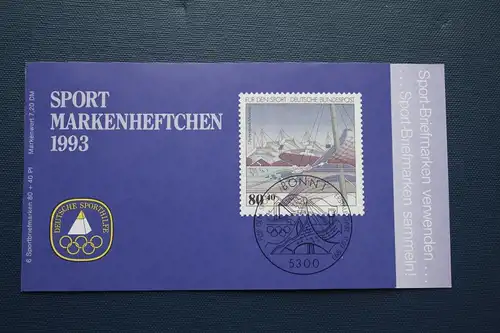 SPORT
MARKENHEFTCHEN
1993
6 Sportbriefmarken 80 + 40 Pf
Markenwert 7,20 DM
DEUTSCHE SPORTHILFE
FÜR DEN SPORT · DEUTSCHE BUNDESPOST
80+40
BONN 1
5300
Sport-Briefmarken verwenden . . .
. . . Sport-Briefmarken sammeln!